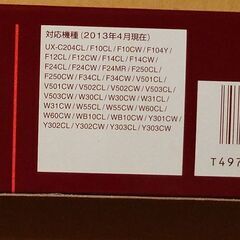 対応機種(2013年4月現在)
UX-C204CL/F10CL/F10CW/F104Y/
F12CL/F12CW/F14CL/F14CW/
F24CL/F24CW/F24MR/F250CL/
F250CW/F34CL/F34CW/V501CL/
V501CW/V502CL/V502CW/V503CL/
V503CW/W30CL/W30CW/W31CL/
W31CW/W55CL/W55CW/W60CL/
W60CW/WB10CL/WB10CW/Y301CW/
Y302CL/Y302CW/Y303CL/Y303CW
T497